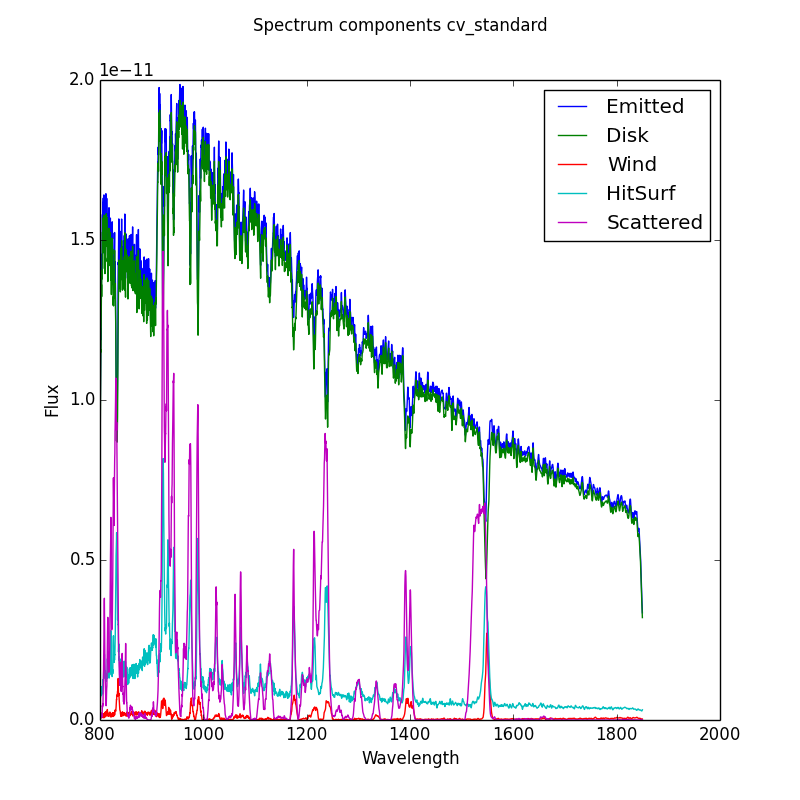 Spectrum components cv_standard
1e−11
2.0
1.5
1.0
0.5
0.0
Flux
Emitted
Disk
Wind
HitSurf
Scattered
800 1000 1200 1400 1600 1800 2000
Wavelength